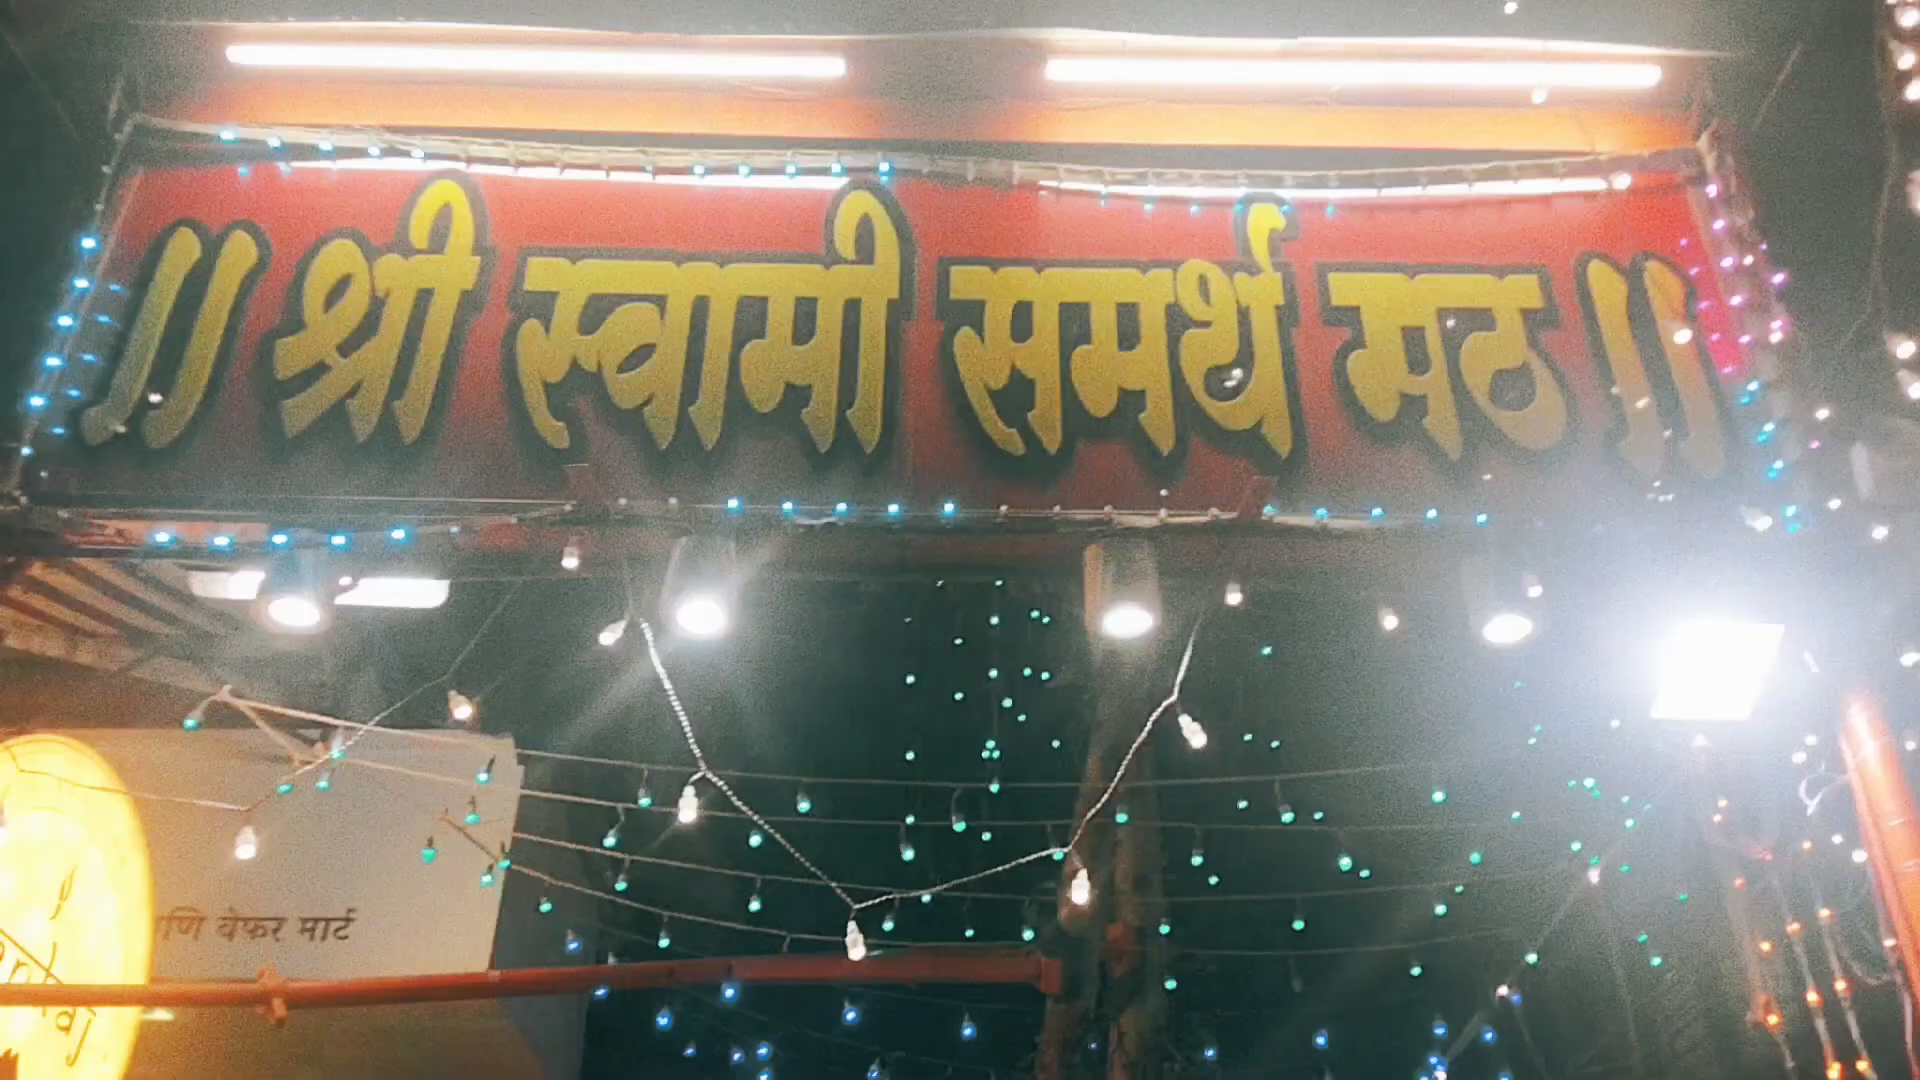 ॥ श्री स्वामी समर्थ मठ ॥
वेफर मार्ट